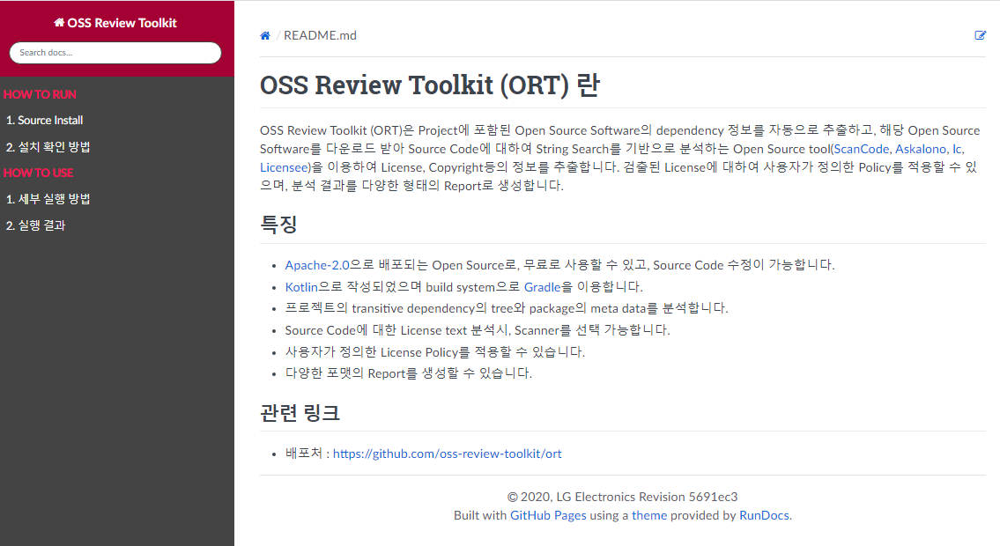 OSS Review Toolkit
Search docs...
HOW TO RUN
1. Source Install
2. 설치 확인 방법
HOW TO USE
1. 세부 실행 방법
2. 실행 결과
/ README.md
OSS Review Toolkit (ORT) 란
OSS Review Toolkit (ORT)은 Project에 포함된 Open Source Software의 dependency 정보를 자동으로 추출하고, 해당 Open Source
Software를 다운로드 받아 Source Code에 대하여 String Search를 기반으로 분석하는 Open Source tool(ScanCode, Askalono, lc,
Licensee)을 이용하여 License, Copyright등의 정보를 추출합니다. 검출된 License에 대하여 사용자가 정의한 Policy를 적용할 수 있
으며, 분석 결과를 다양한 형태의 Report로 생성합니다.
특징
• Apache-2.0으로 배포되는 Open Source로, 무료로 사용할 수 있고, Source Code 수정이 가능합니다.
• Kotlin으로 작성되었으며 build system으로 Gradle을 이용합니다.
• 프로젝트의 transitive dependency의 tree와 package의 meta data를 분석합니다.
• Source Code에 대한 License text 분석시, Scanner를 선택 가능합니다.
• 사용자가 정의한 License Policy를 적용할 수 있습니다.
• 다양한 포맷의 Report를 생성할 수 있습니다.
관련 링크
• 배포처 : https://github.com/oss-review-toolkit/ort
© 2020, LG Electronics Revision 5691ec3
Built with GitHub Pages using a theme provided by RunDocs.